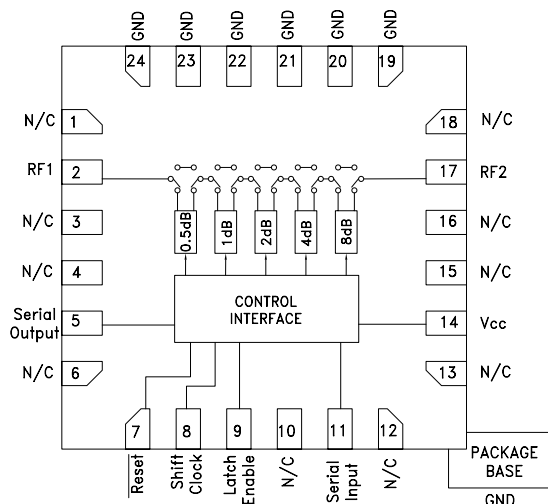 GND
GND
GND
GND
GND
GND
24
23
22
21
20
19
N/C
1
18
N/C
RF1
2
17
RF2
N/C
3
0.5dB
1dB
2dB
4dB
8dB
16
N/C
N/C
4
15
N/C
CONTROL
INTERFACE
Serial
Output
5
14
Vcc
N/C
6
13
N/C
7
8
9
10
11
12
Reset
Shift
Clock
Latch
Enable
N/C
Serial
Input
N/C
PACKAGE
BASE
GND